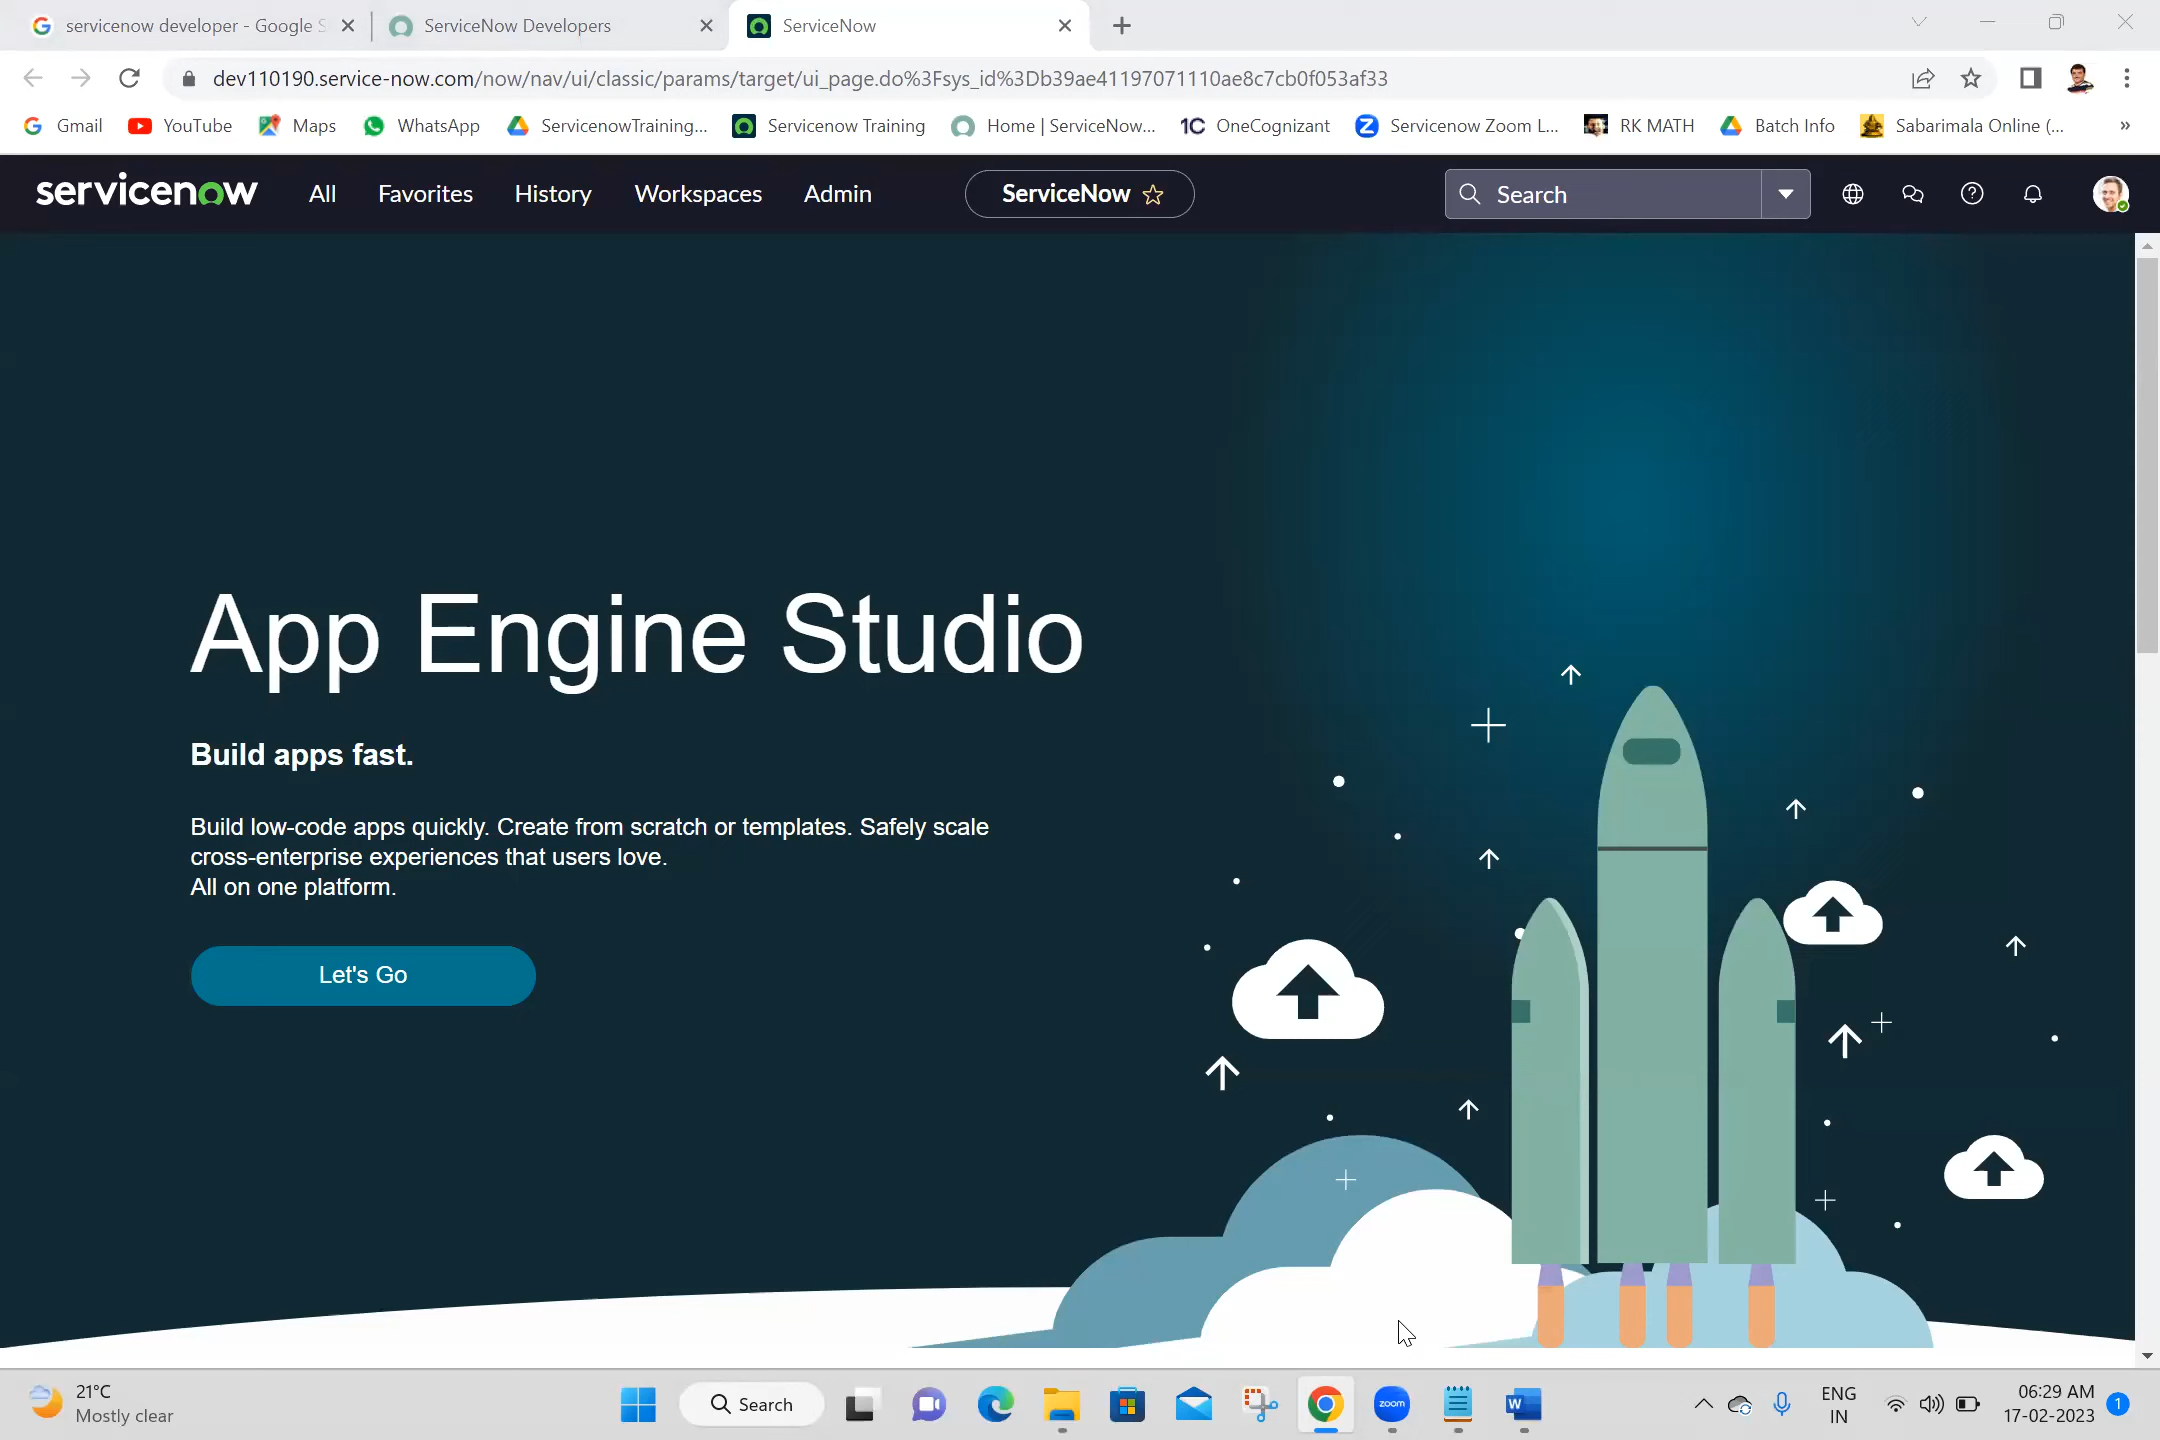 servicenow developer - Google S
ServiceNow Developers
ServiceNow
dev110190.service-now.com/now/nav/ui/classic/params/target/ui_page.do%3Fsys_id%3Db39ae41197071110ae8c7cb0f053af33
Gmail
YouTube
Maps
WhatsApp
ServicenowTraining...
Servicenow Training
Home | ServiceNow...
1C OneCognizant
Servicenow Zoom L...
RK MATH
Batch Info
Sabarimala Online (...
»
servicenow
All
Favorites
History
Workspaces
Admin
ServiceNow
Search
App Engine Studio
Build apps fast.
Build low-code apps quickly. Create from scratch or templates. Safely scale
cross-enterprise experiences that users love.
All on one platform.
Let's Go
21°C
Mostly clear
Search
zoom
W
ENG
IN
06:29 AM
17-02-2023
1